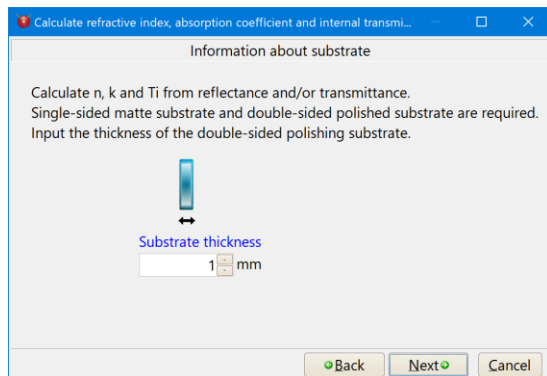 Calculate refractive index, absorption coefficient and internal transmi...
Information about substrate
Calculate n, k and Ti from reflectance and/or transmittance.
Single-sided matte substrate and double-sided polished substrate are required.
Input the thickness of the double-sided polishing substrate.
Substrate thickness
1 mm
Back Next Cancel